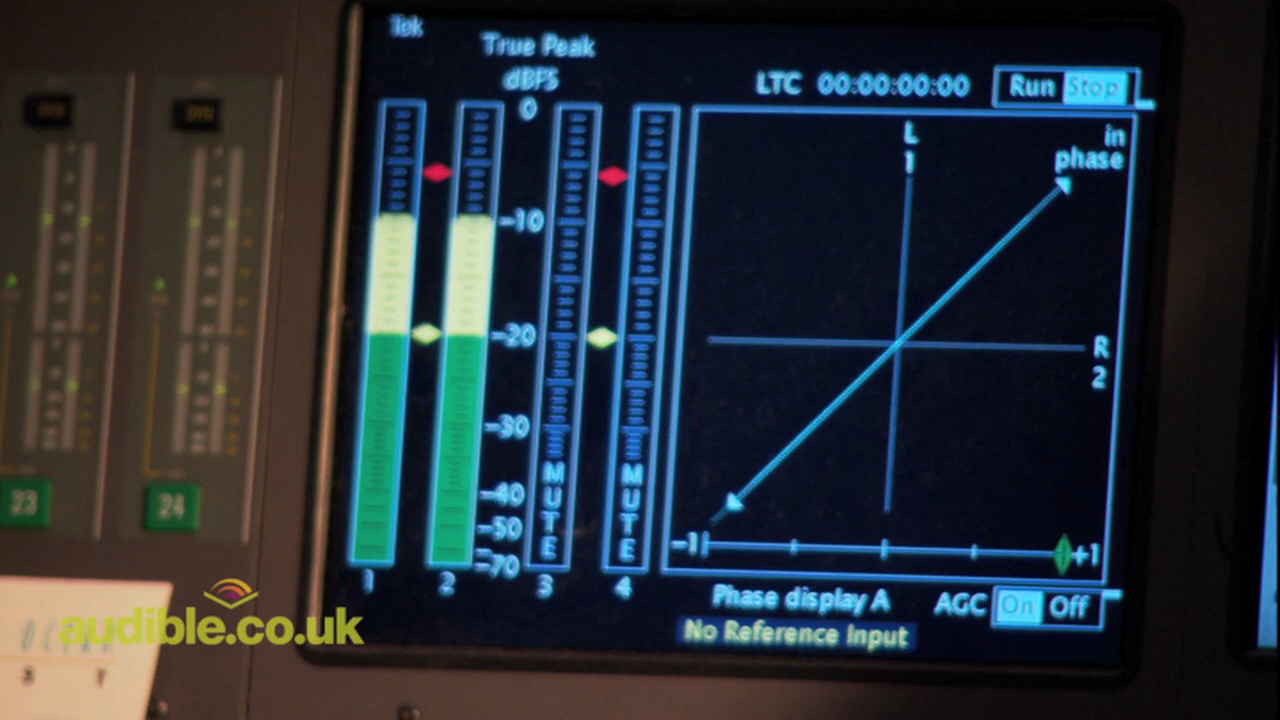 Tek
True Peak
dBFS
LTC 00:00:00:00
Run Stop
0
-10
-20
-30
-40
-50
-70
MUTE
MUTE
1
2
3
4
L
1
in
phase
R
2
-1
+1
Phase display A
AGC On Off
No Reference Input
23
24
audible.co.uk